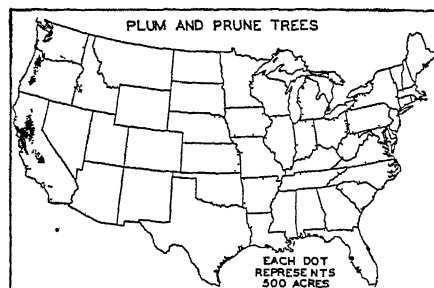 PLUM AND PRUNE TREES
EACH DOT
REPRESENTS
500 ACRES